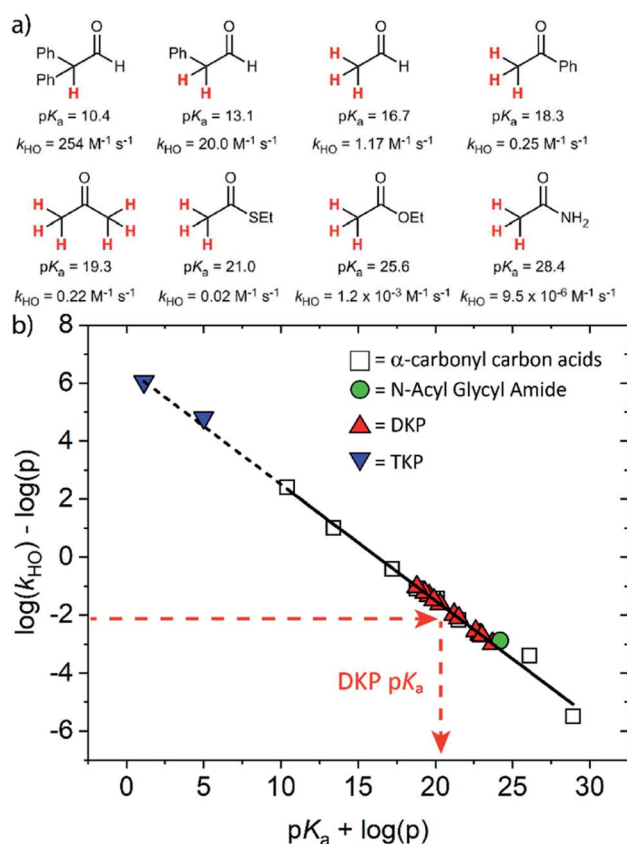 a)
Ph O
Ph H
H
pKa = 10.4
kHO = 254 M-1 s-1
Ph O
H H H
pKa = 13.1
kHO = 20.0 M-1 s-1
H O
H H
H
pKa = 16.7
kHO = 1.17 M-1 s-1
H O
H Ph
H
pKa = 18.3
kHO = 0.25 M-1 s-1
O
H H
H H
H H
pKa = 19.3
kHO = 0.22 M-1 s-1
H O
H SEt
H
pKa = 21.0
kHO = 0.02 M-1 s-1
H O
H OEt
H
pKa = 25.6
kHO = 1.2 x 10-3 M-1 s-1
H O
H NH2
H
pKa = 28.4
kHO = 9.5 x 10-6 M-1 s-1
b)
8
6
4
2
0
-2
-4
-6
log(kHO) - log(p)
= α-carbonyl carbon acids
= N-Acyl Glycyl Amide
= DKP
= TKP
DKP pKa
0 5 10 15 20 25 30
pKa + log(p)